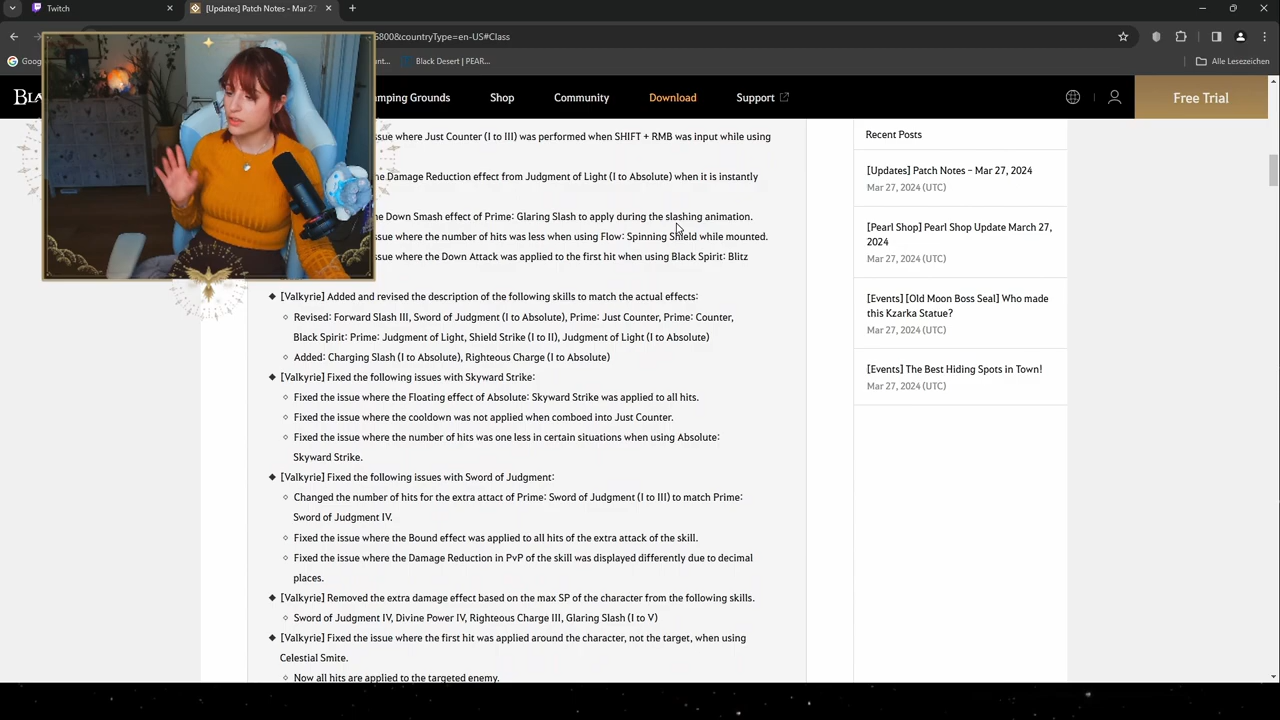 Twitch
[Updates] Patch Notes - Mar 27
5800&countryType=en-US#Class
Goog
Black Desert | PEAR...
Alle Lesezeichen
BLA
amping Grounds
Shop
Community
Download
Support
Free Trial
ssue where Just Counter (I to III) was performed when SHIFT + RMB was input while using
he Damage Reduction effect from Judgment of Light (I to Absolute) when it is instantly
he Down Smash effect of Prime: Glaring Slash to apply during the slashing animation.
ssue where the number of hits was less when using Flow: Spinning Shield while mounted.
ssue where the Down Attack was applied to the first hit when using Black Spirit: Blitz
[Valkyrie] Added and revised the description of the following skills to match the actual effects:
Revised: Forward Slash III, Sword of Judgment (I to Absolute), Prime: Just Counter, Prime: Counter,
Black Spirit: Prime: Judgment of Light, Shield Strike (I to II), Judgment of Light (I to Absolute)
Added: Charging Slash (I to Absolute), Righteous Charge (I to Absolute)
[Valkyrie] Fixed the following issues with Skyward Strike:
Fixed the issue where the Floating effect of Absolute: Skyward Strike was applied to all hits.
Fixed the issue where the cooldown was not applied when comboed into Just Counter.
Fixed the issue where the number of hits was one less in certain situations when using Absolute:
Skyward Strike.
[Valkyrie] Fixed the following issues with Sword of Judgment:
Changed the number of hits for the extra attact of Prime: Sword of Judgment (I to III) to match Prime:
Sword of Judgment IV.
Fixed the issue where the Bound effect was applied to all hits of the extra attack of the skill.
Fixed the issue where the Damage Reduction in PvP of the skill was displayed differently due to decimal
places.
[Valkyrie] Removed the extra damage effect based on the max SP of the character from the following skills.
Sword of Judgment IV, Divine Power IV, Righteous Charge III, Glaring Slash (I to V)
[Valkyrie] Fixed the issue where the first hit was applied around the character, not the target, when using
Celestial Smite.
Now all hits are applied to the targeted enemy.
Recent Posts
[Updates] Patch Notes – Mar 27, 2024
Mar 27, 2024 (UTC)
[Pearl Shop] Pearl Shop Update March 27,
2024
Mar 27, 2024 (UTC)
[Events] [Old Moon Boss Seal] Who made
this Kzarka Statue?
Mar 27, 2024 (UTC)
[Events] The Best Hiding Spots in Town!
Mar 27, 2024 (UTC)